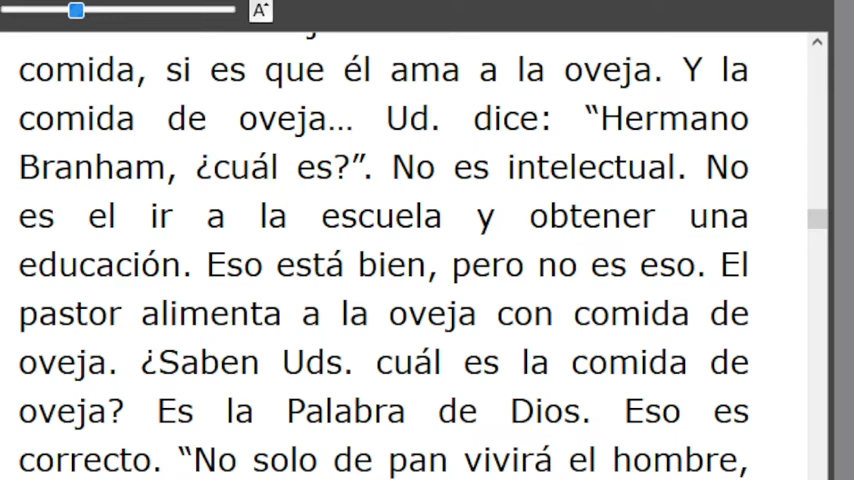 A
comida, si es que él ama a la oveja. Y la
comida de oveja… Ud. dice: “Hermano
Branham, ¿cuál es?”. No es intelectual. No
es el ir a la escuela y obtener una
educación. Eso está bien, pero no es eso. El
pastor alimenta a la oveja con comida de
oveja. ¿Saben Uds. cuál es la comida de
oveja? Es la Palabra de Dios. Eso es
correcto. “No solo de pan vivirá el hombre,